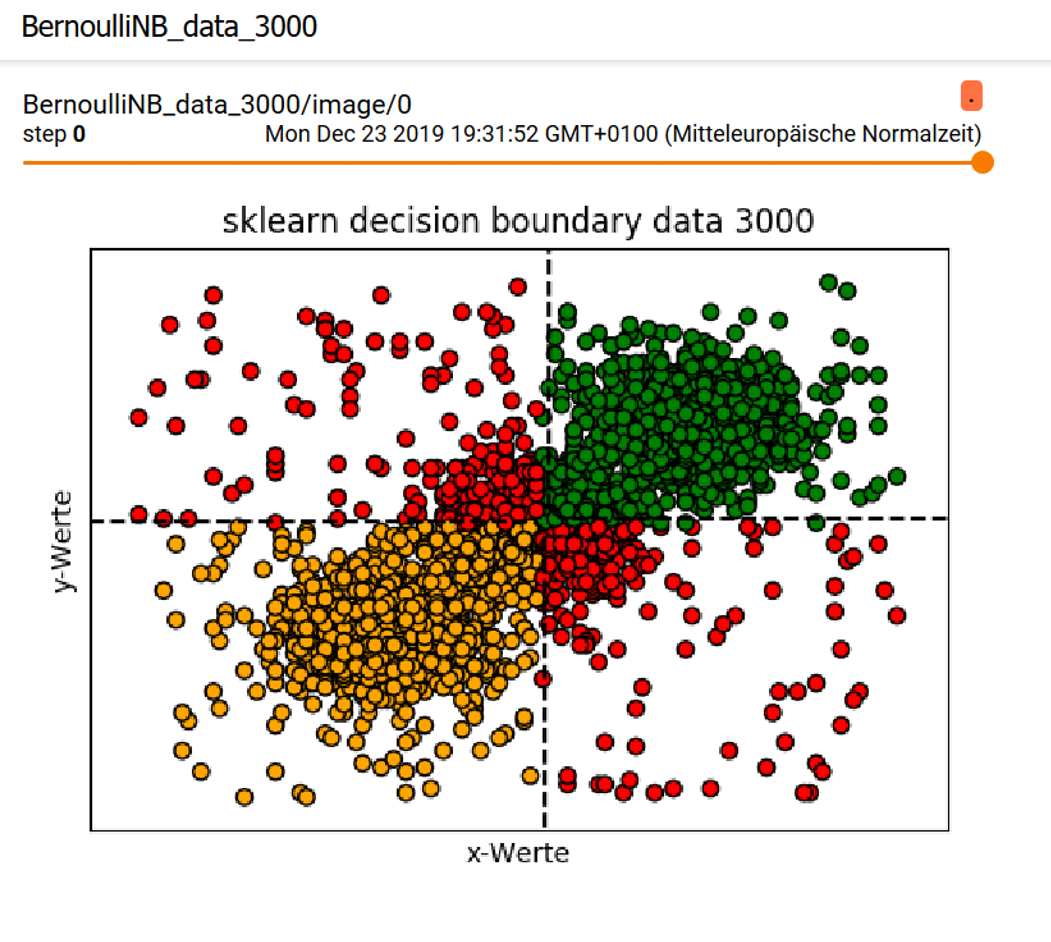 BernoulliNB_data_3000
BernoulliNB_data_3000/image/0
.
step 0 Mon Dec 23 2019 19:31:52 GMT+0100 (Mitteleuropäische Normalzeit)
sklearn decision boundary data 3000
y-Werte
x-Werte